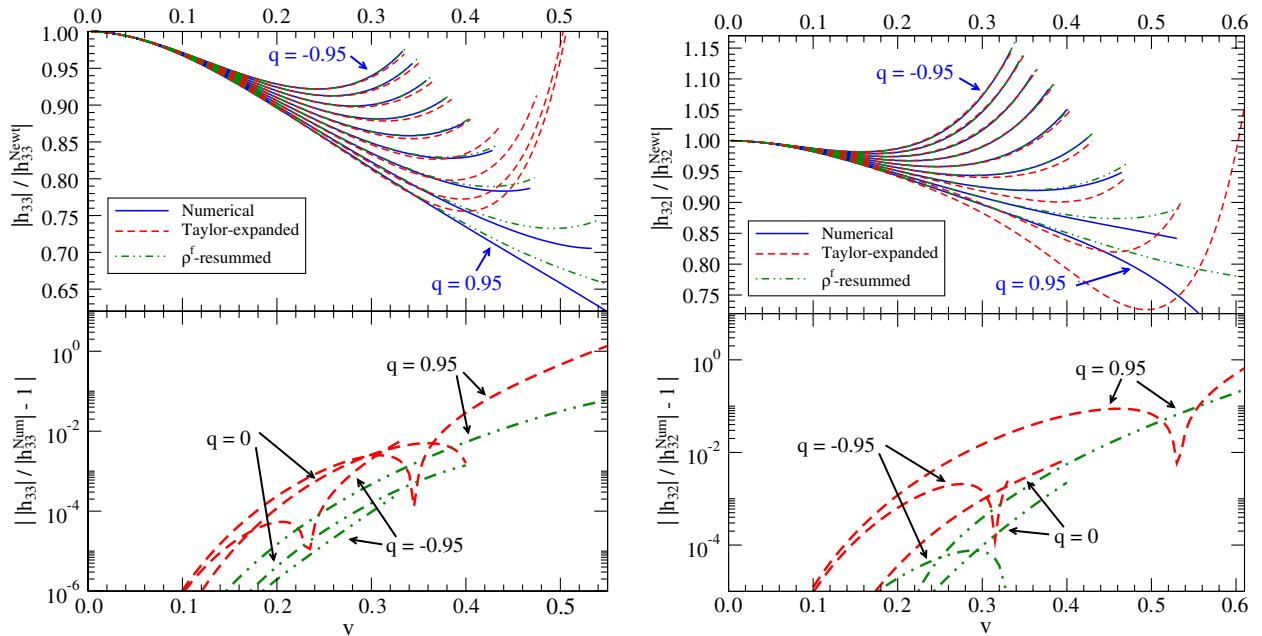 0.0 0.1 0.2 0.3 0.4 0.5
1.00
0.95
0.90
0.85
0.80
0.75
0.70
0.65
|h33| / |h33^Newt|
q = -0.95
q = 0.95
Numerical
Taylor-expanded
ρ^f-resummed
10^0
10^-2
10^-4
10^-6
| |h33| / |h33^Num| - 1 |
q = 0.95
q = 0
q = -0.95
0.0 0.1 0.2 0.3 0.4 0.5
v
0.0 0.1 0.2 0.3 0.4 0.5 0.6
1.15
1.10
1.05
1.00
0.95
0.90
0.85
0.80
0.75
|h32| / |h32^Newt|
q = -0.95
q = 0.95
Numerical
Taylor-expanded
ρ^f-resummed
10^0
10^-2
10^-4
| |h32| / |h32^Num| - 1 |
q = 0.95
q = -0.95
q = 0
0.0 0.1 0.2 0.3 0.4 0.5 0.6
v